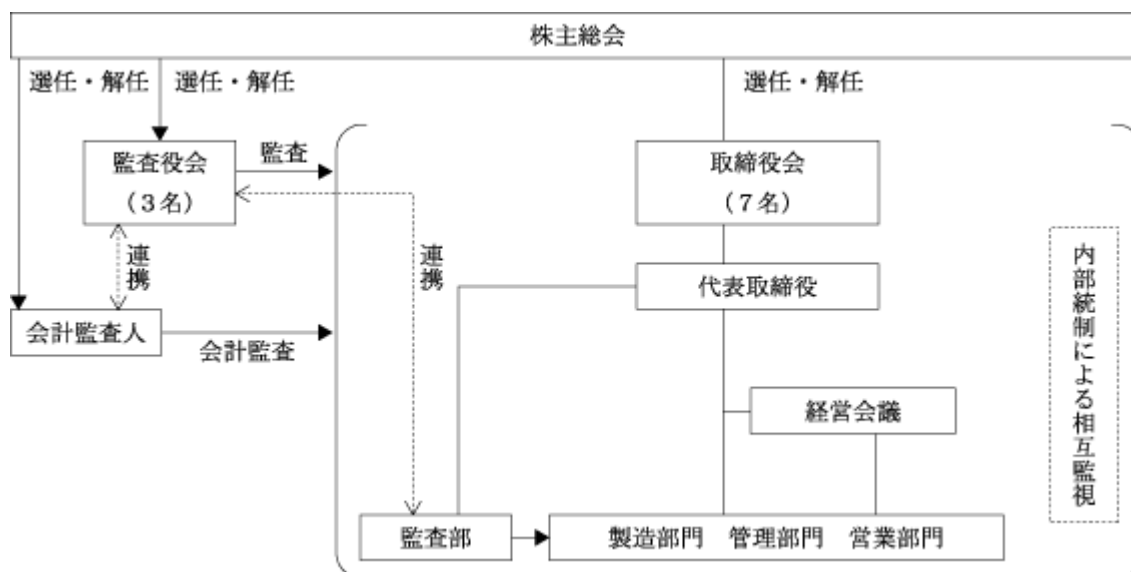 株主総会
選任・解任
選任・解任
選任・解任
監査役会
(3名)
監査
取締役会
(7名)
連携
連携
代表取締役
会計監査人
会計監査
経営会議
内部統制による相互監視
監査部
製造部門 管理部門 営業部門